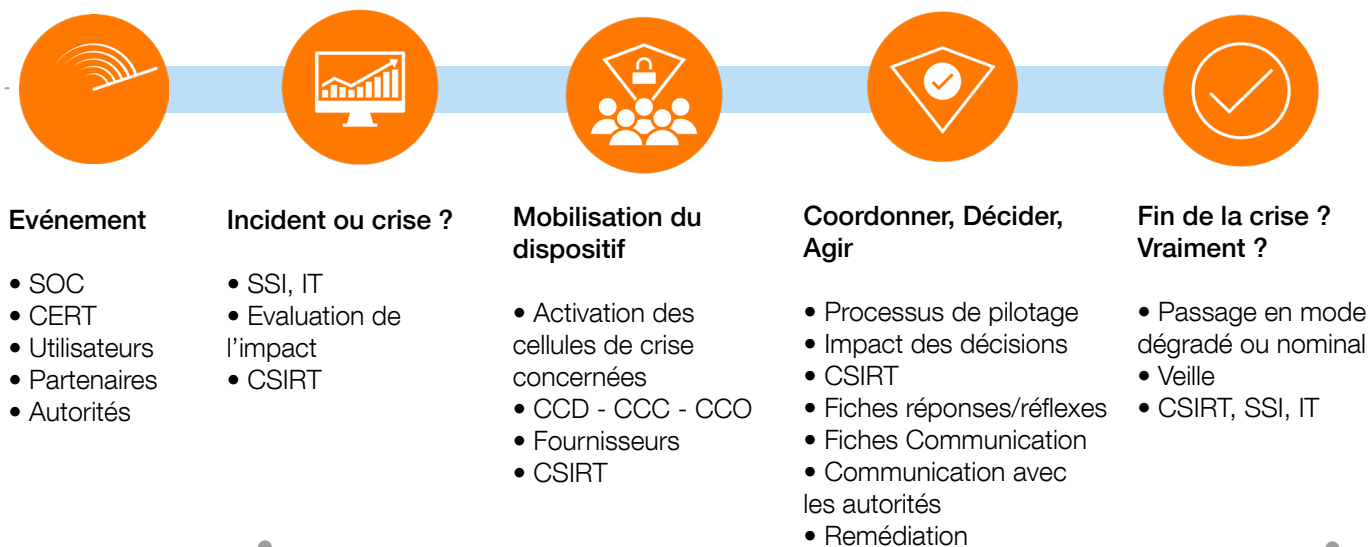 Evénement
• SOC
• CERT
• Utilisateurs
• Partenaires
• Autorités
Incident ou crise ?
• SSI, IT
• Evaluation de
l’impact
• CSIRT
Mobilisation du
dispositif
• Activation des
cellules de crise
concernées
• CCD - CCC - CCO
• Fournisseurs
• CSIRT
Coordonner, Décider,
Agir
• Processus de pilotage
• Impact des décisions
• CSIRT
• Fiches réponses/réflexes
• Fiches Communication
• Communication avec
les autorités
• Remédiation
Fin de la crise ?
Vraiment ?
• Passage en mode
dégradé ou nominal
• Veille
• CSIRT, SSI, IT